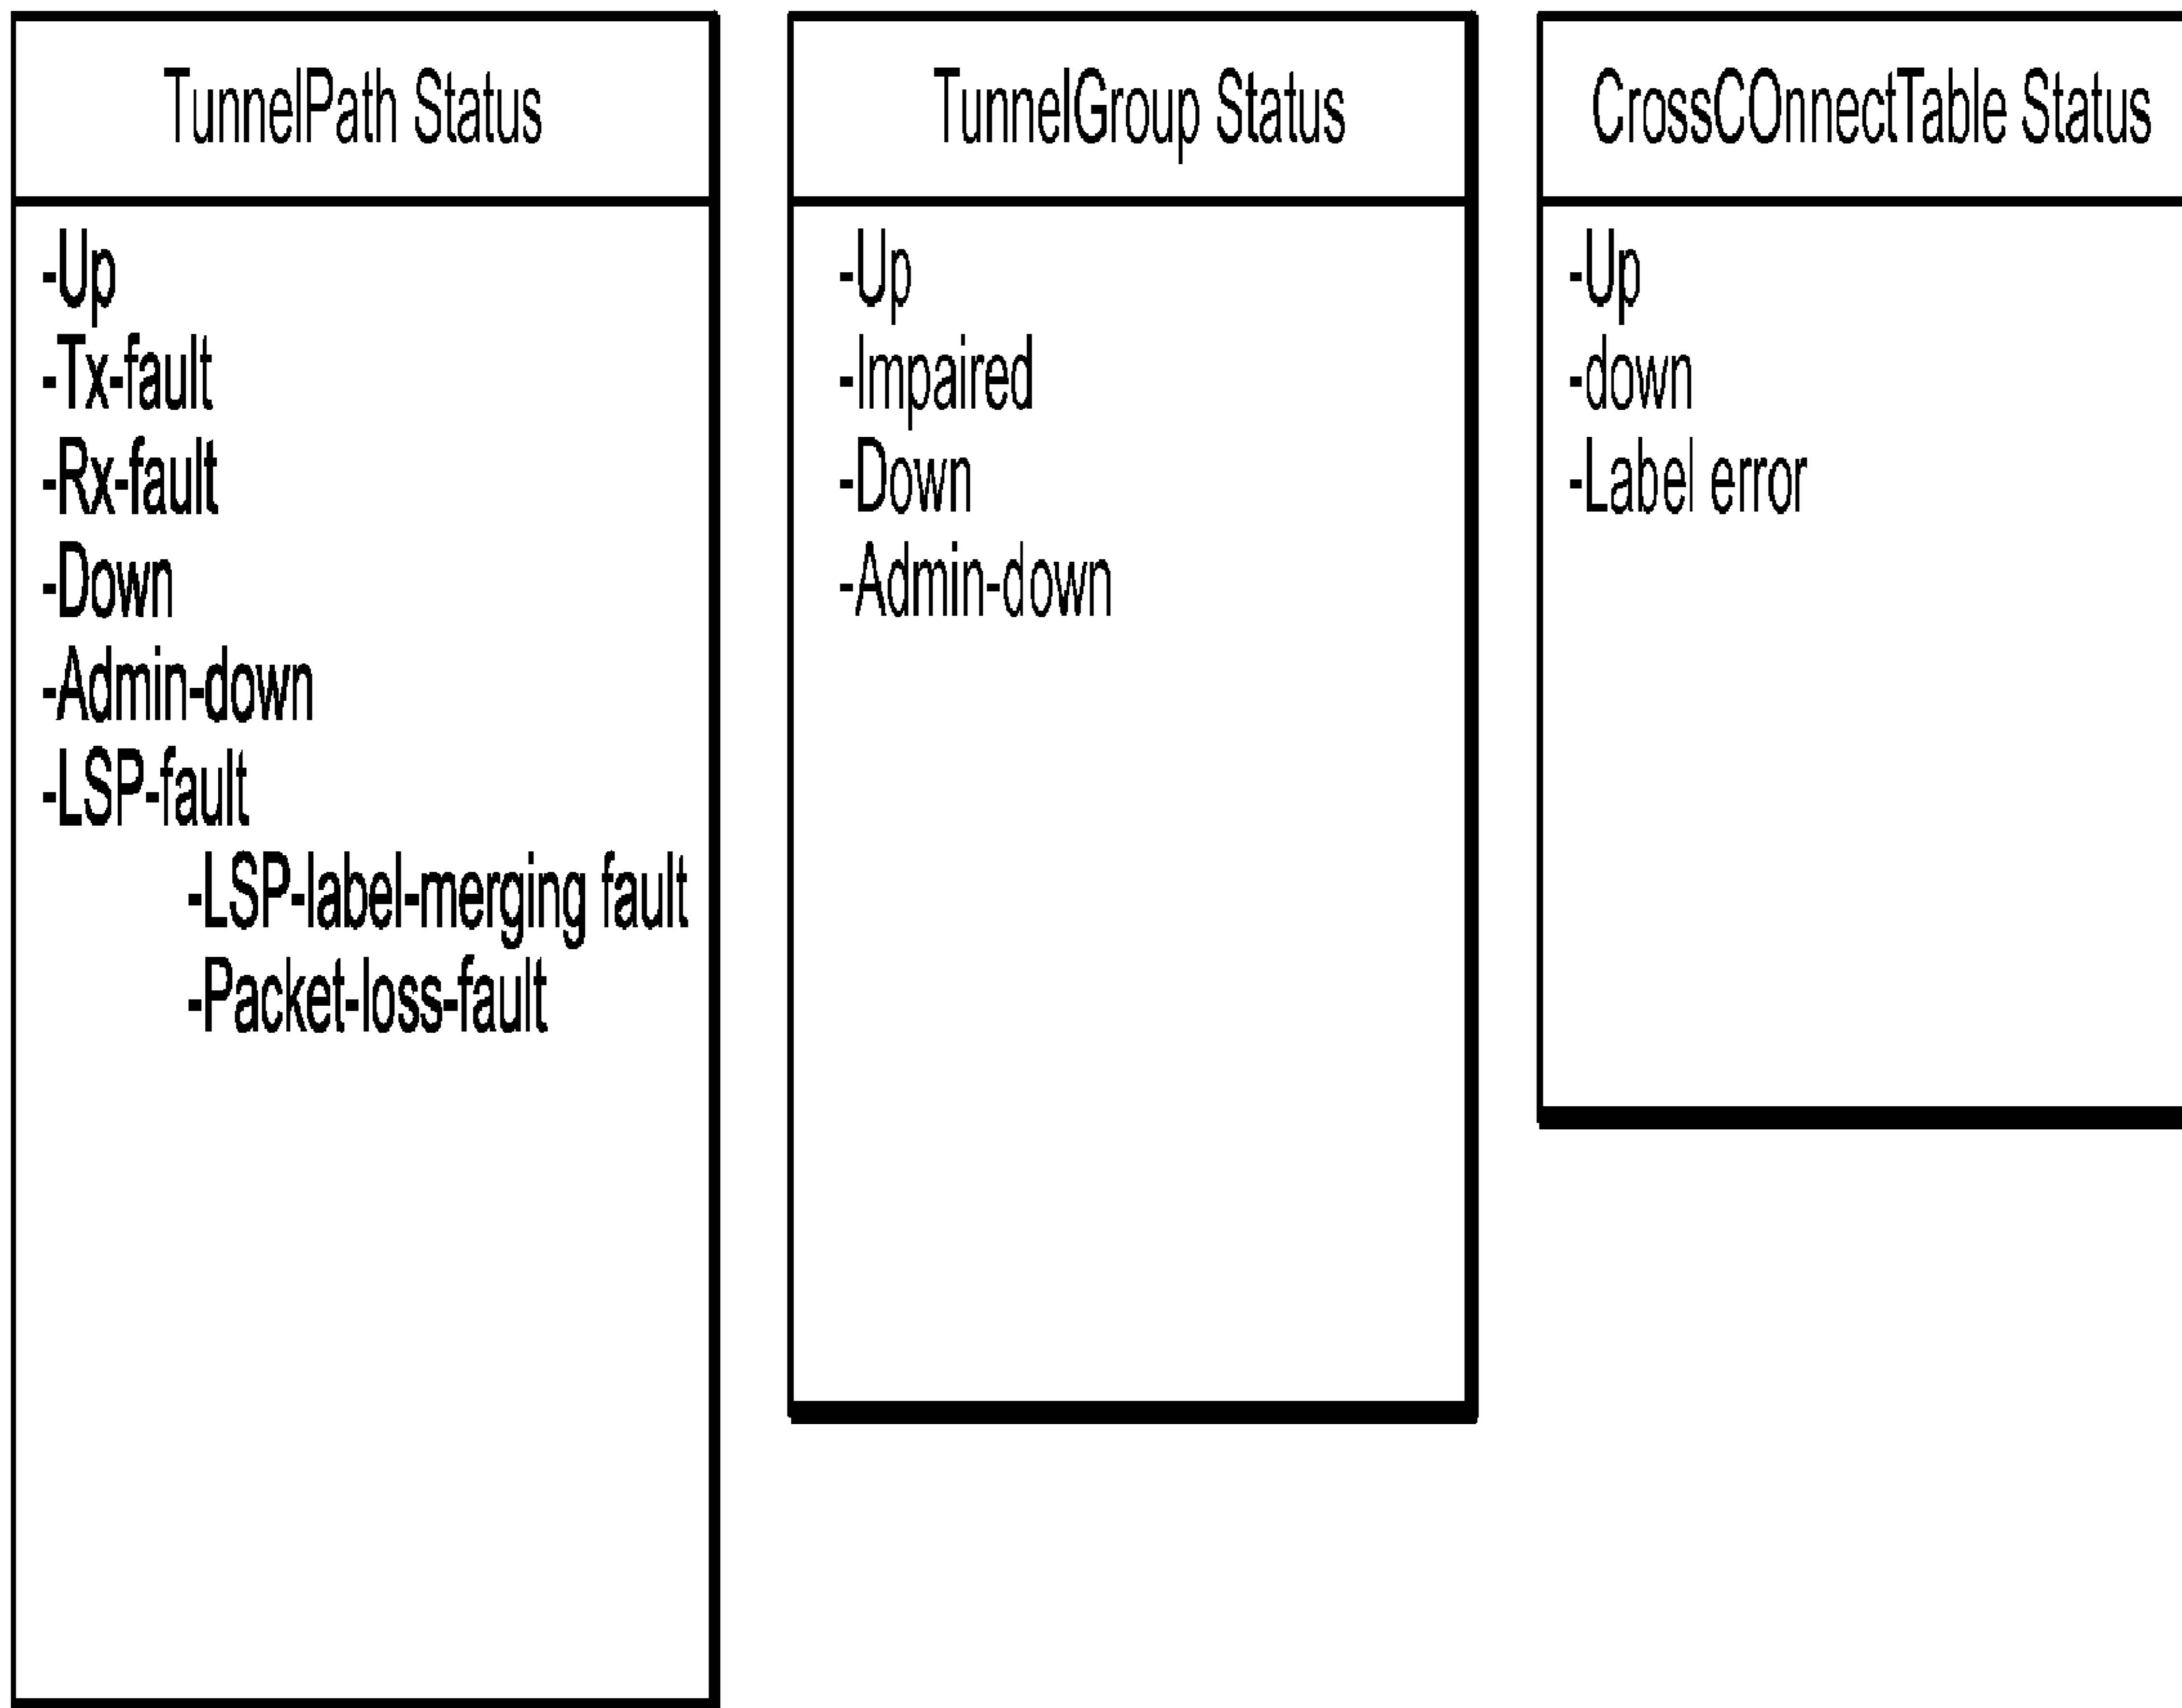 TunnelPath Status
-Up
-Tx-fault
-Rx-fault
-Down
-Admin-down
-LSP-fault
-LSP-label-merging fault
-Packet-loss-fault
TunnelGroup Status
-Up
-Impaired
-Down
-Admin-down
CrossCOnnectTable Status
-Up
-down
-Label error